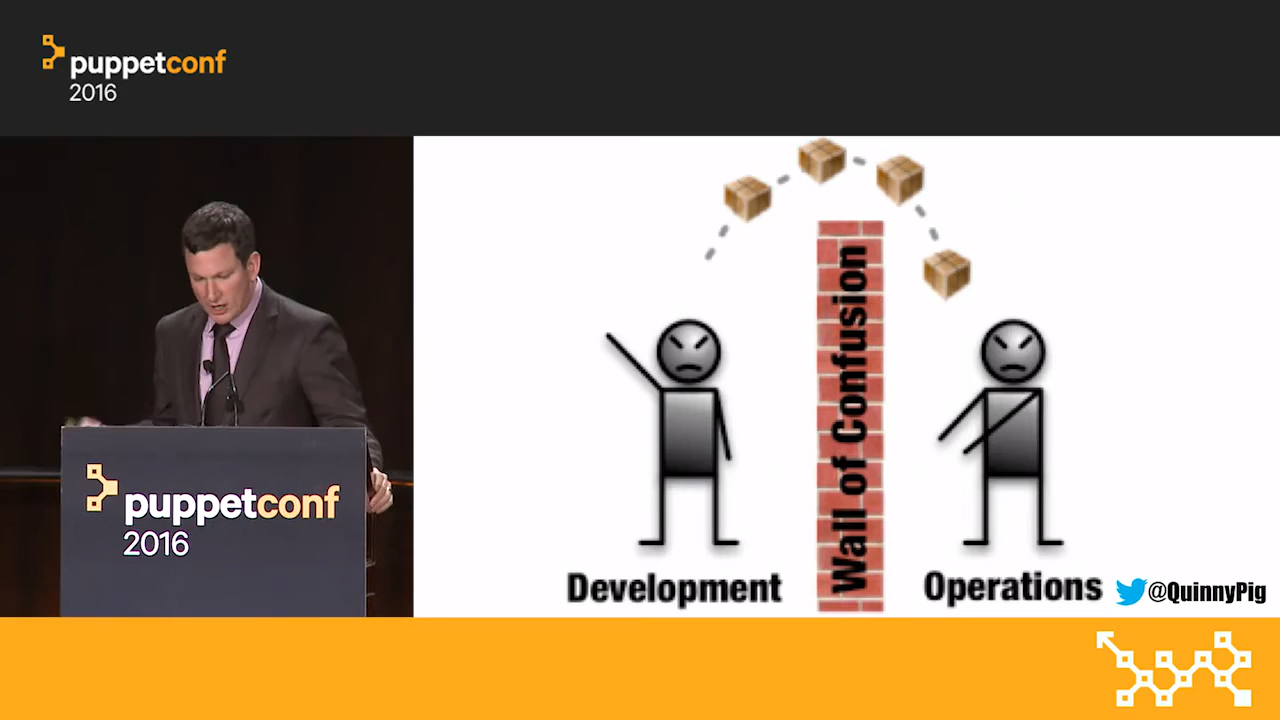 puppetconf
2016
Wall of Confusion
Development
Operations
@QuinnyPig
puppetconf
2016